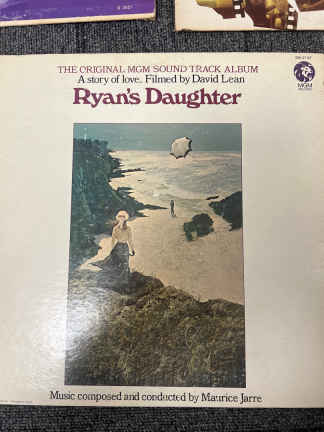 THE ORIGINAL MGM SOUND TRACK ALBUM
A story of love. Filmed by David Lean
Ryan's Daughter
MGM
Music composed and conducted by Maurice Jarre